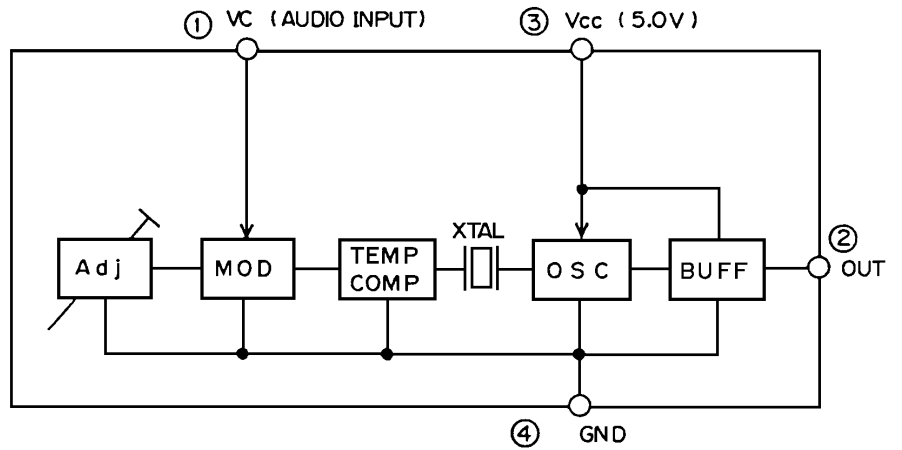 ① VC (AUDIO INPUT)
③ Vcc (5.0V)
XTAL
Adj
MOD
TEMP
COMP
OSC
BUFF
② OUT
④ GND